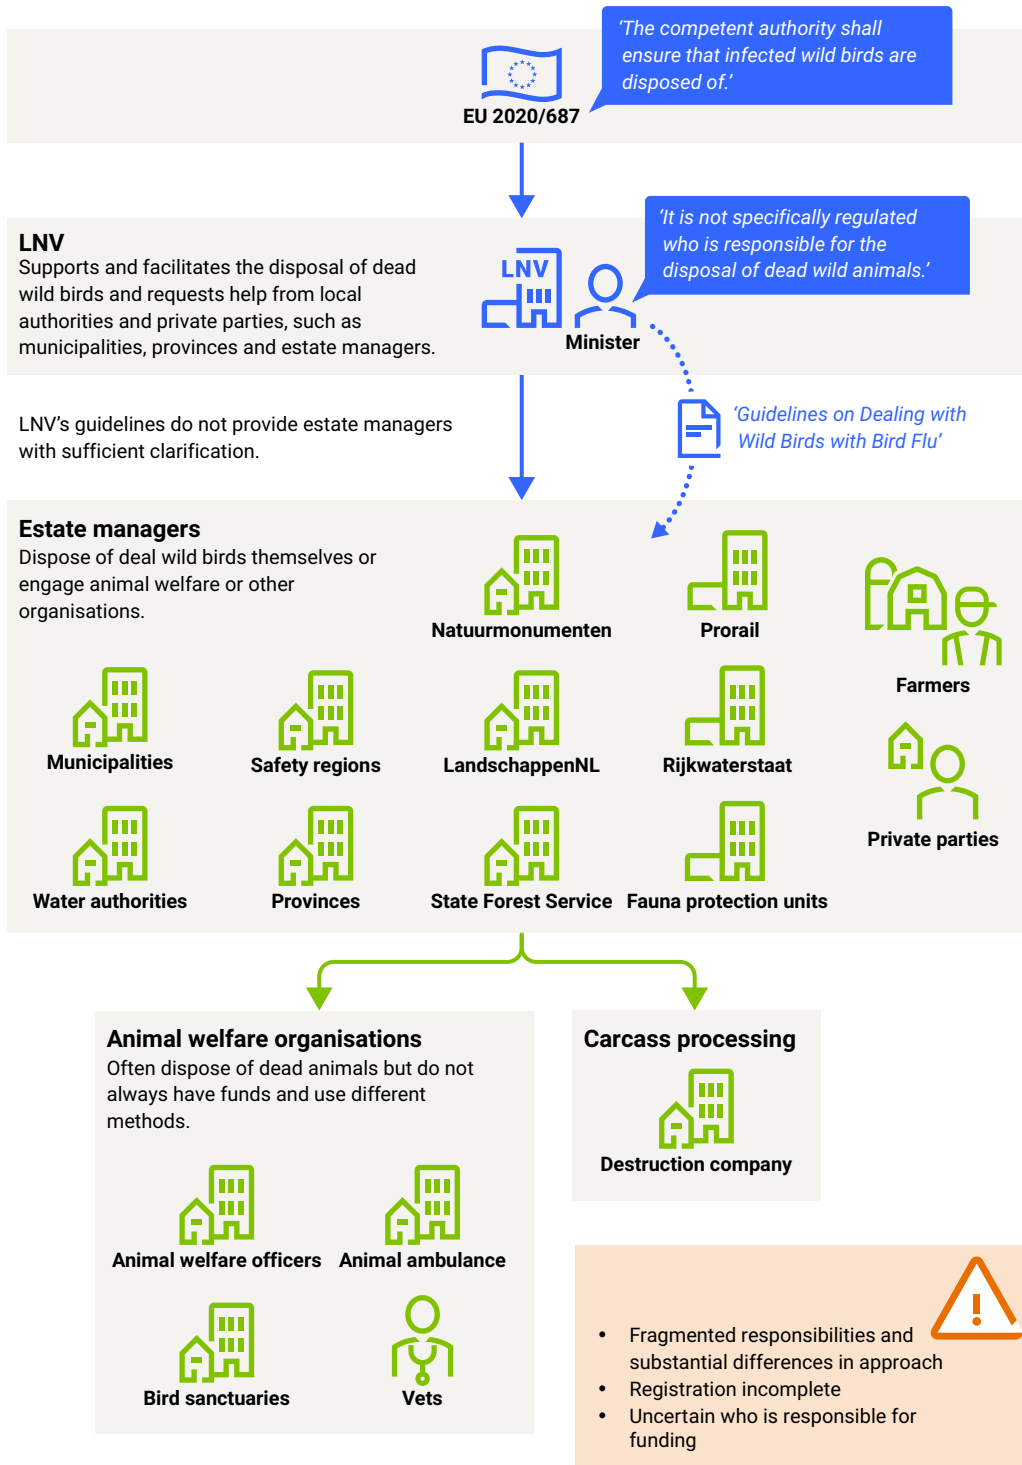 ‘The competent authority shall
ensure that infected wild birds are
disposed of.’
EU 2020/687
LNV
Supports and facilitates the disposal of dead
wild birds and requests help from local
authorities and private parties, such as
municipalities, provinces and estate managers.
LNV
Minister
‘It is not specifically regulated
who is responsible for the
disposal of dead wild animals.’
LNV’s guidelines do not provide estate managers
with sufficient clarification.
‘Guidelines on Dealing with
Wild Birds with Bird Flu’
Estate managers
Dispose of deal wild birds themselves or
engage animal welfare or other
organisations.
Natuurmonumenten
Prorail
Farmers
Municipalities
Safety regions
LandschappenNL
Rijkwaterstaat
Private parties
Water authorities
Provinces
State Forest Service
Fauna protection units
Animal welfare organisations
Often dispose of dead animals but do not
always have funds and use different
methods.
Animal welfare officers
Animal ambulance
Bird sanctuaries
Vets
Carcass processing
Destruction company
• Fragmented responsibilities and
substantial differences in approach
• Registration incomplete
• Uncertain who is responsible for
funding